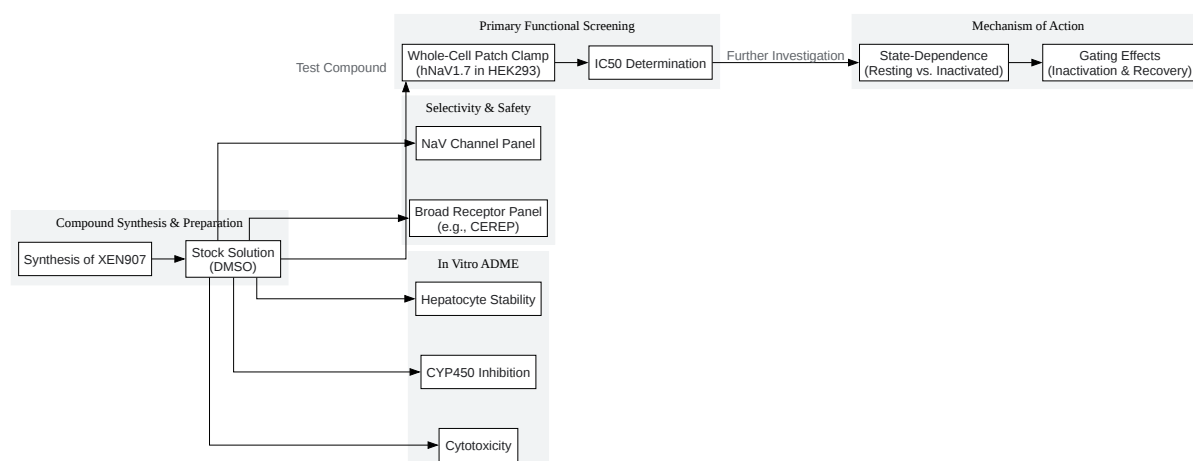 Primary Functional Screening
Mechanism of Action
Test Compound
Whole-Cell Patch Clamp
(hNaV1.7 in HEK293)
IC50 Determination
Further Investigation
State-Dependence
(Resting vs. Inactivated)
Gating Effects
(Inactivation & Recovery)
Selectivity & Safety
NaV Channel Panel
Broad Receptor Panel
(e.g., CEREP)
Compound Synthesis & Preparation
Synthesis of XEN907
Stock Solution
(DMSO)
In Vitro ADME
Hepatocyte Stability
CYP450 Inhibition
Cytotoxicity